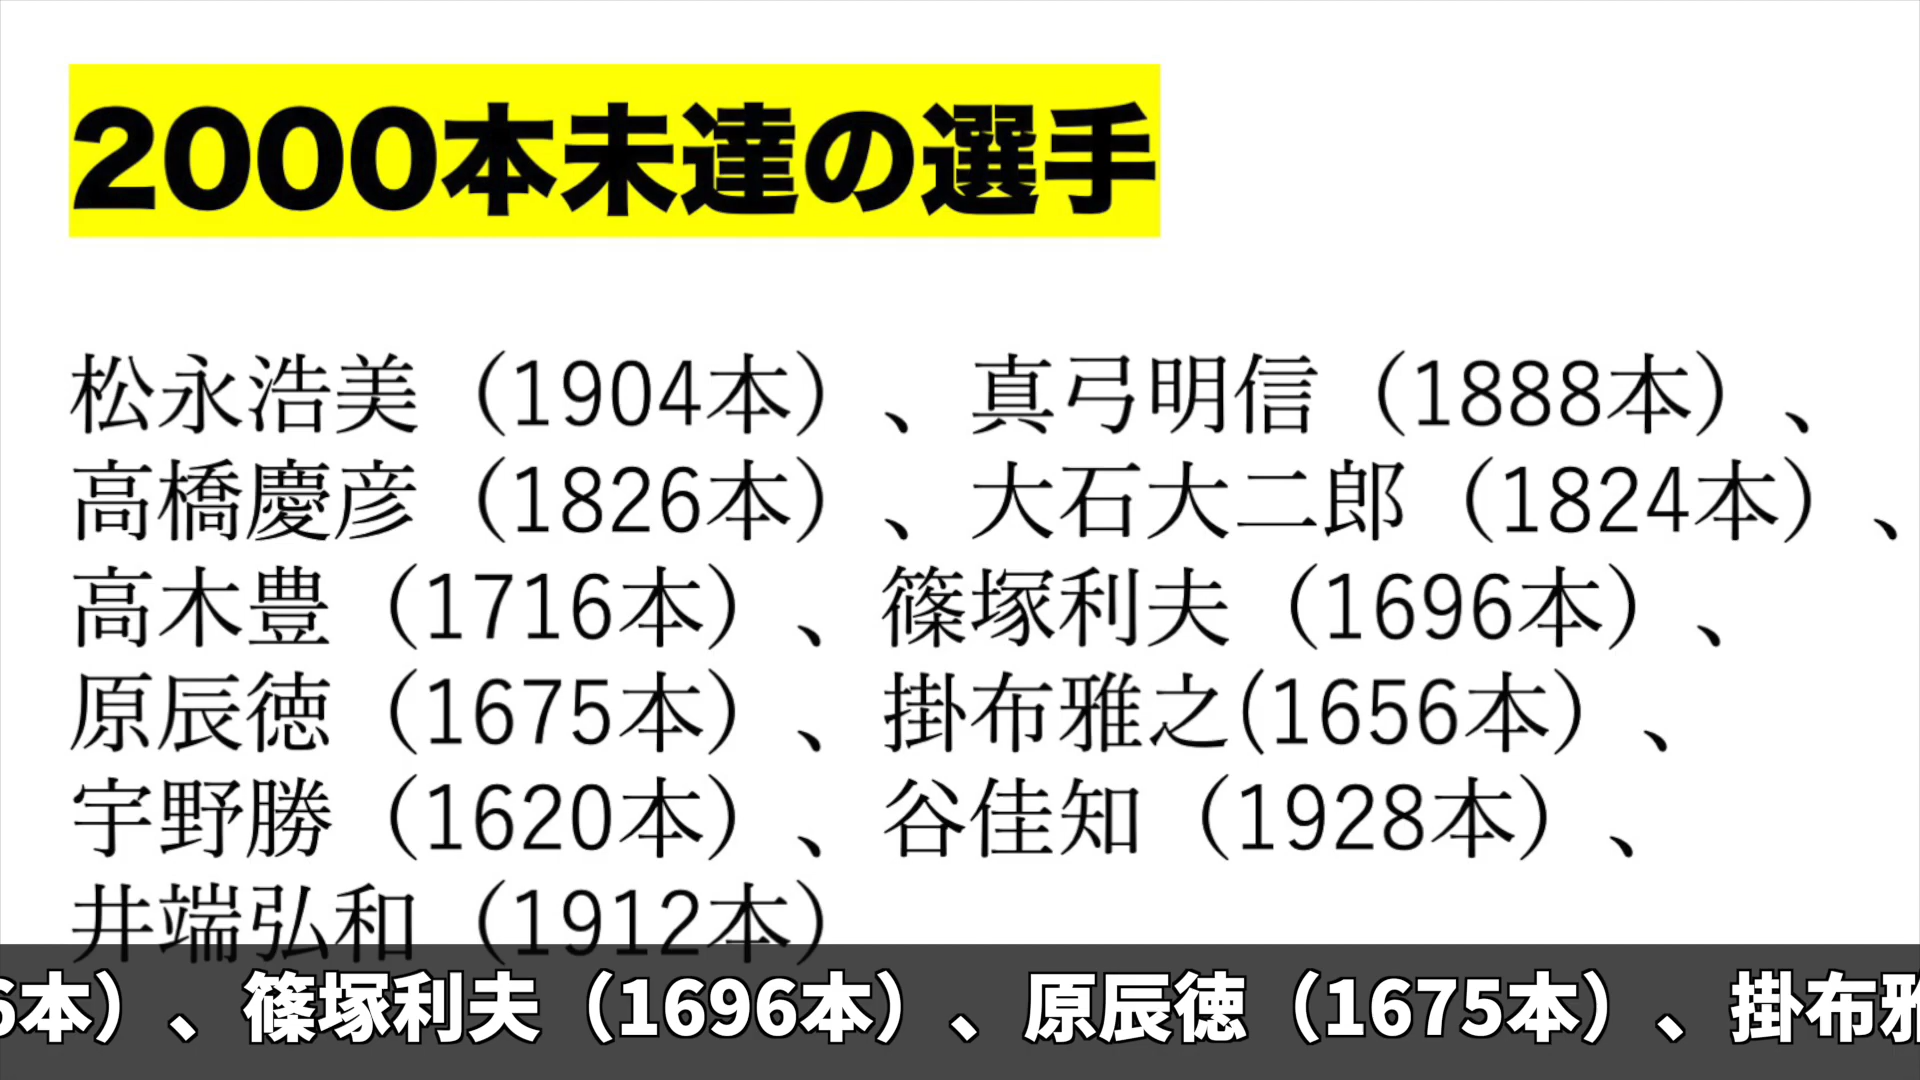 2000本未達の選手
松永浩美（1904本）、真弓明信（1888本）、
高橋慶彦（1826本）、大石大二郎（1824本）、
高木豊（1716本）、篠塚利夫（1696本）、
原辰徳（1675本）、掛布雅之(1656本）、
宇野勝（1620本）、谷佳知（1928本）、
井端弘和（1912本）
6本）、篠塚利夫（1696本）、原辰徳（1675本）、掛布雅